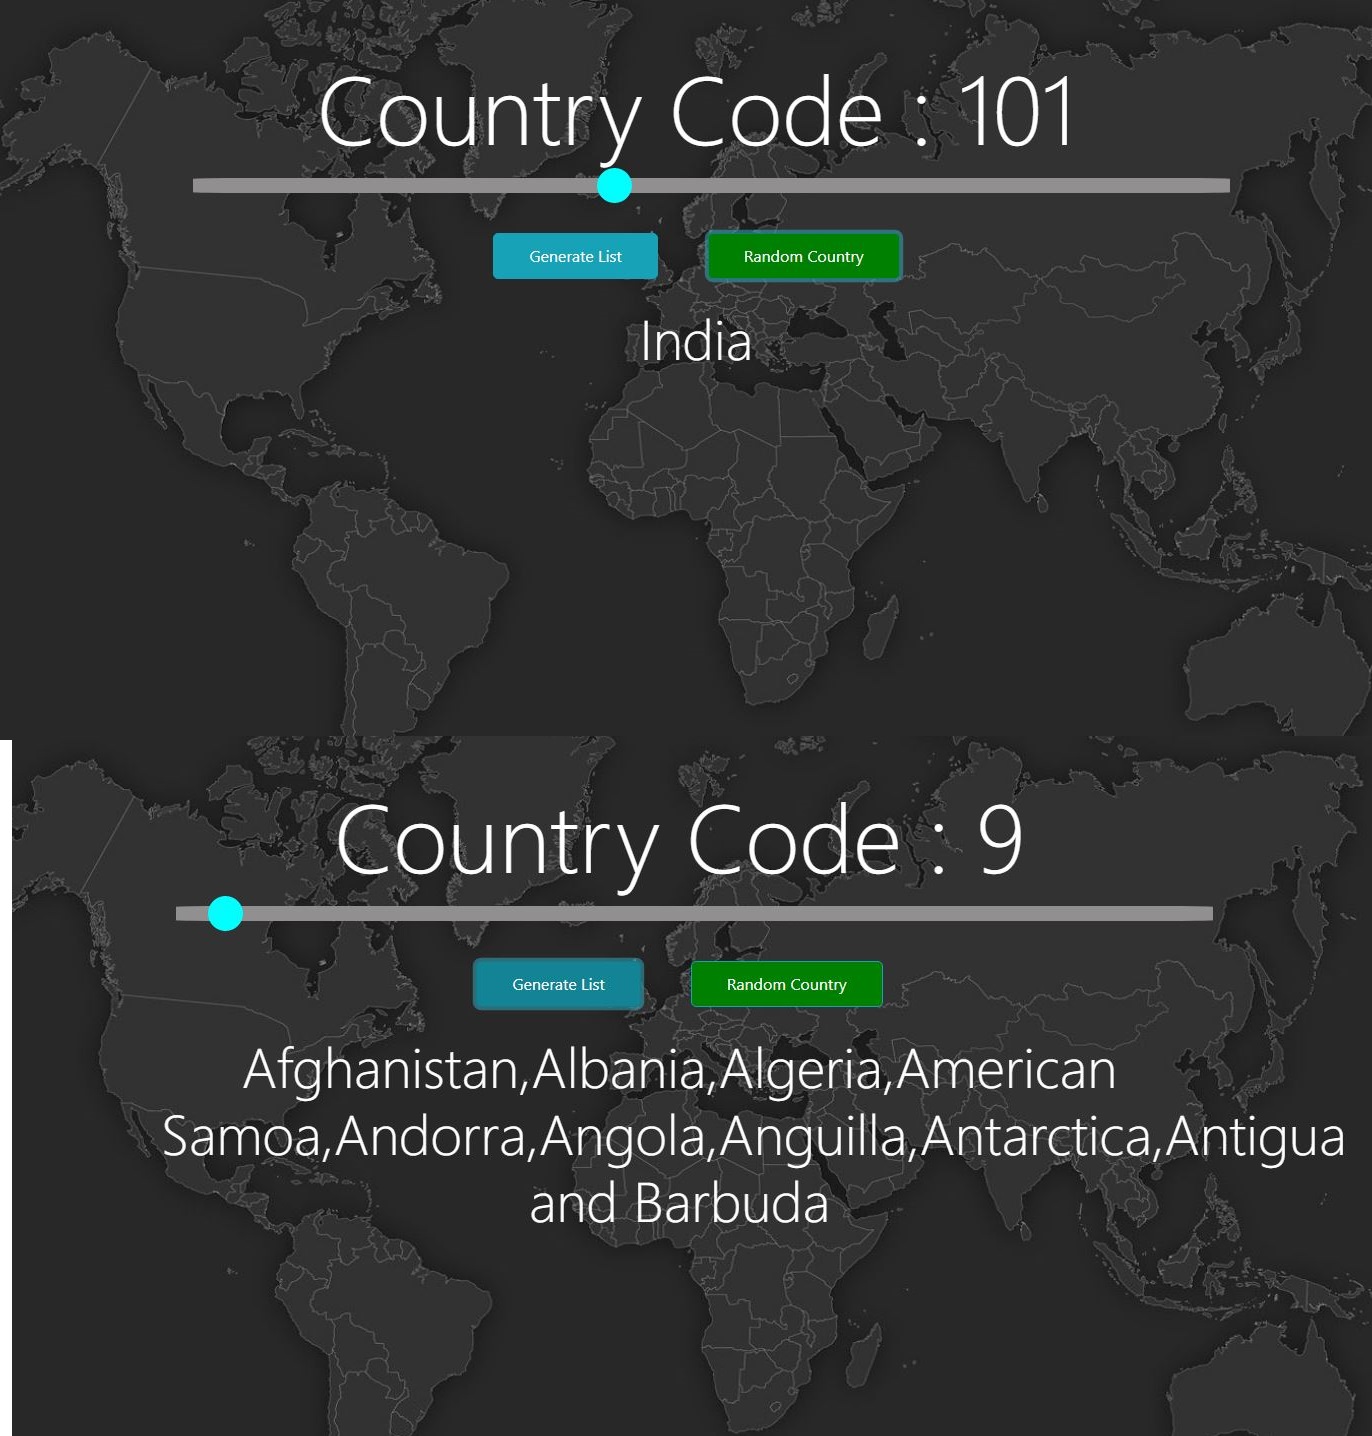 Country Code : 101
Generate List
Random Country
India
Country Code : 9
Generate List
Random Country
Afghanistan,Albania,Algeria,American
Samoa,Andorra,Angola,Anguilla,Antarctica,Antigua
and Barbuda